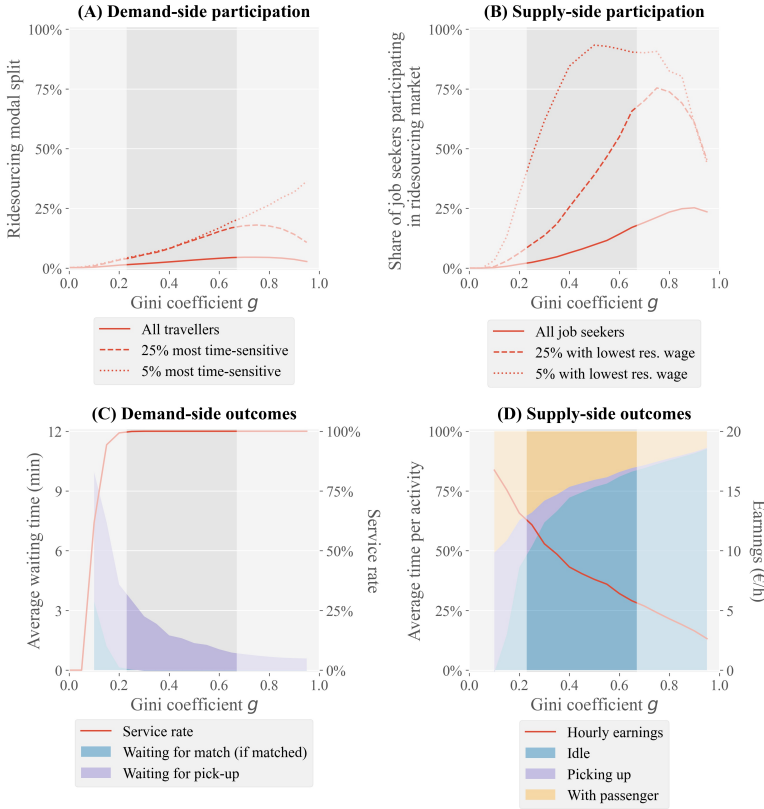 (A) Demand-side participation
100%
75%
50%
25%
0%
Ridesourcing modal split
0.0 0.2 0.4 0.6 0.8 1.0
Gini coefficient g
All travellers
25% most time-sensitive
5% most time-sensitive
(B) Supply-side participation
100%
75%
50%
25%
0%
Share of job seekers participating
in ridesourcing market
0.0 0.2 0.4 0.6 0.8 1.0
Gini coefficient g
All job seekers
25% with lowest res. wage
5% with lowest res. wage
(C) Demand-side outcomes
12
9
6
3
0
Average waiting time (min)
100%
75%
50%
25%
0%
Service rate
0.0 0.2 0.4 0.6 0.8 1.0
Gini coefficient g
Service rate
Waiting for match (if matched)
Waiting for pick-up
(D) Supply-side outcomes
100%
75%
50%
25%
0%
Average time per activity
20
15
10
5
0
Earnings (€/h)
0.0 0.2 0.4 0.6 0.8 1.0
Gini coefficient g
Hourly earnings
Idle
Picking up
With passenger